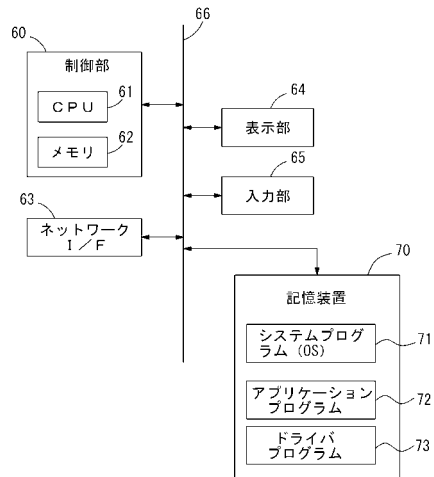 66
60
制御部
61
ＣＰＵ
62
メモリ
64
表示部
65
入力部
63
ネットワーク
Ｉ／Ｆ
70
記憶装置
システムプログ
ラム（OS）
71
アプリケーション
プログラム
72
ドライバ
プログラム
73